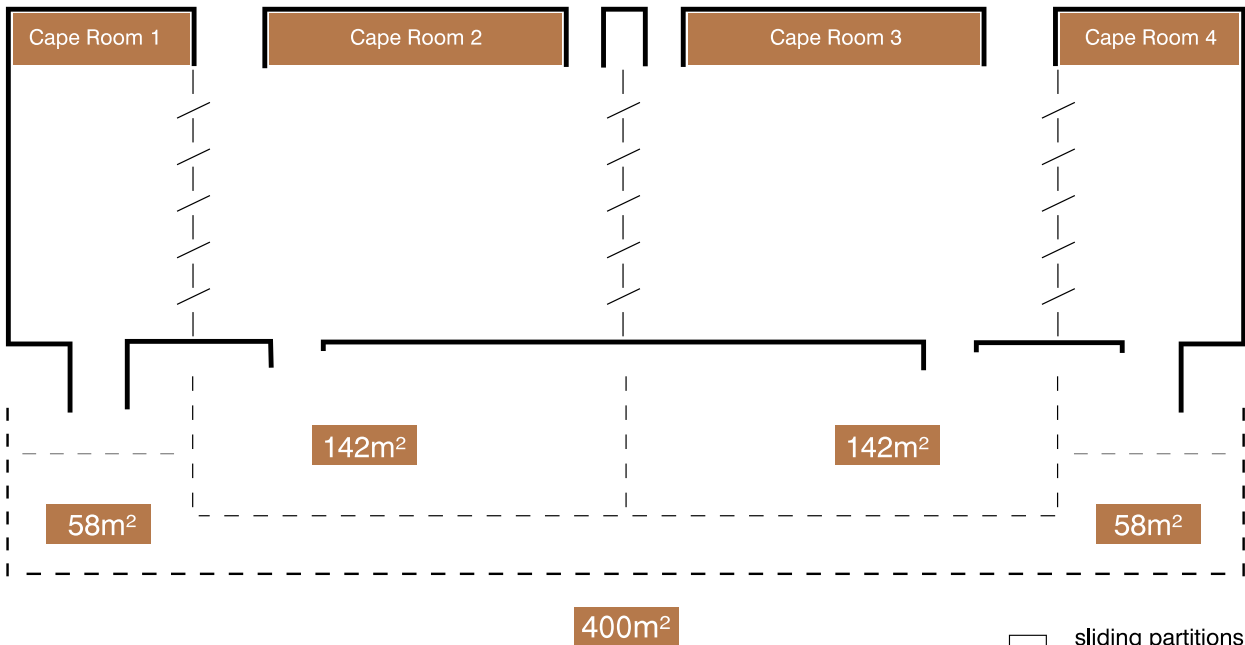 Cape Room 1
Cape Room 2
Cape Room 3
Cape Room 4
142m²
142m²
58m²
58m²
400m²
sliding partitions